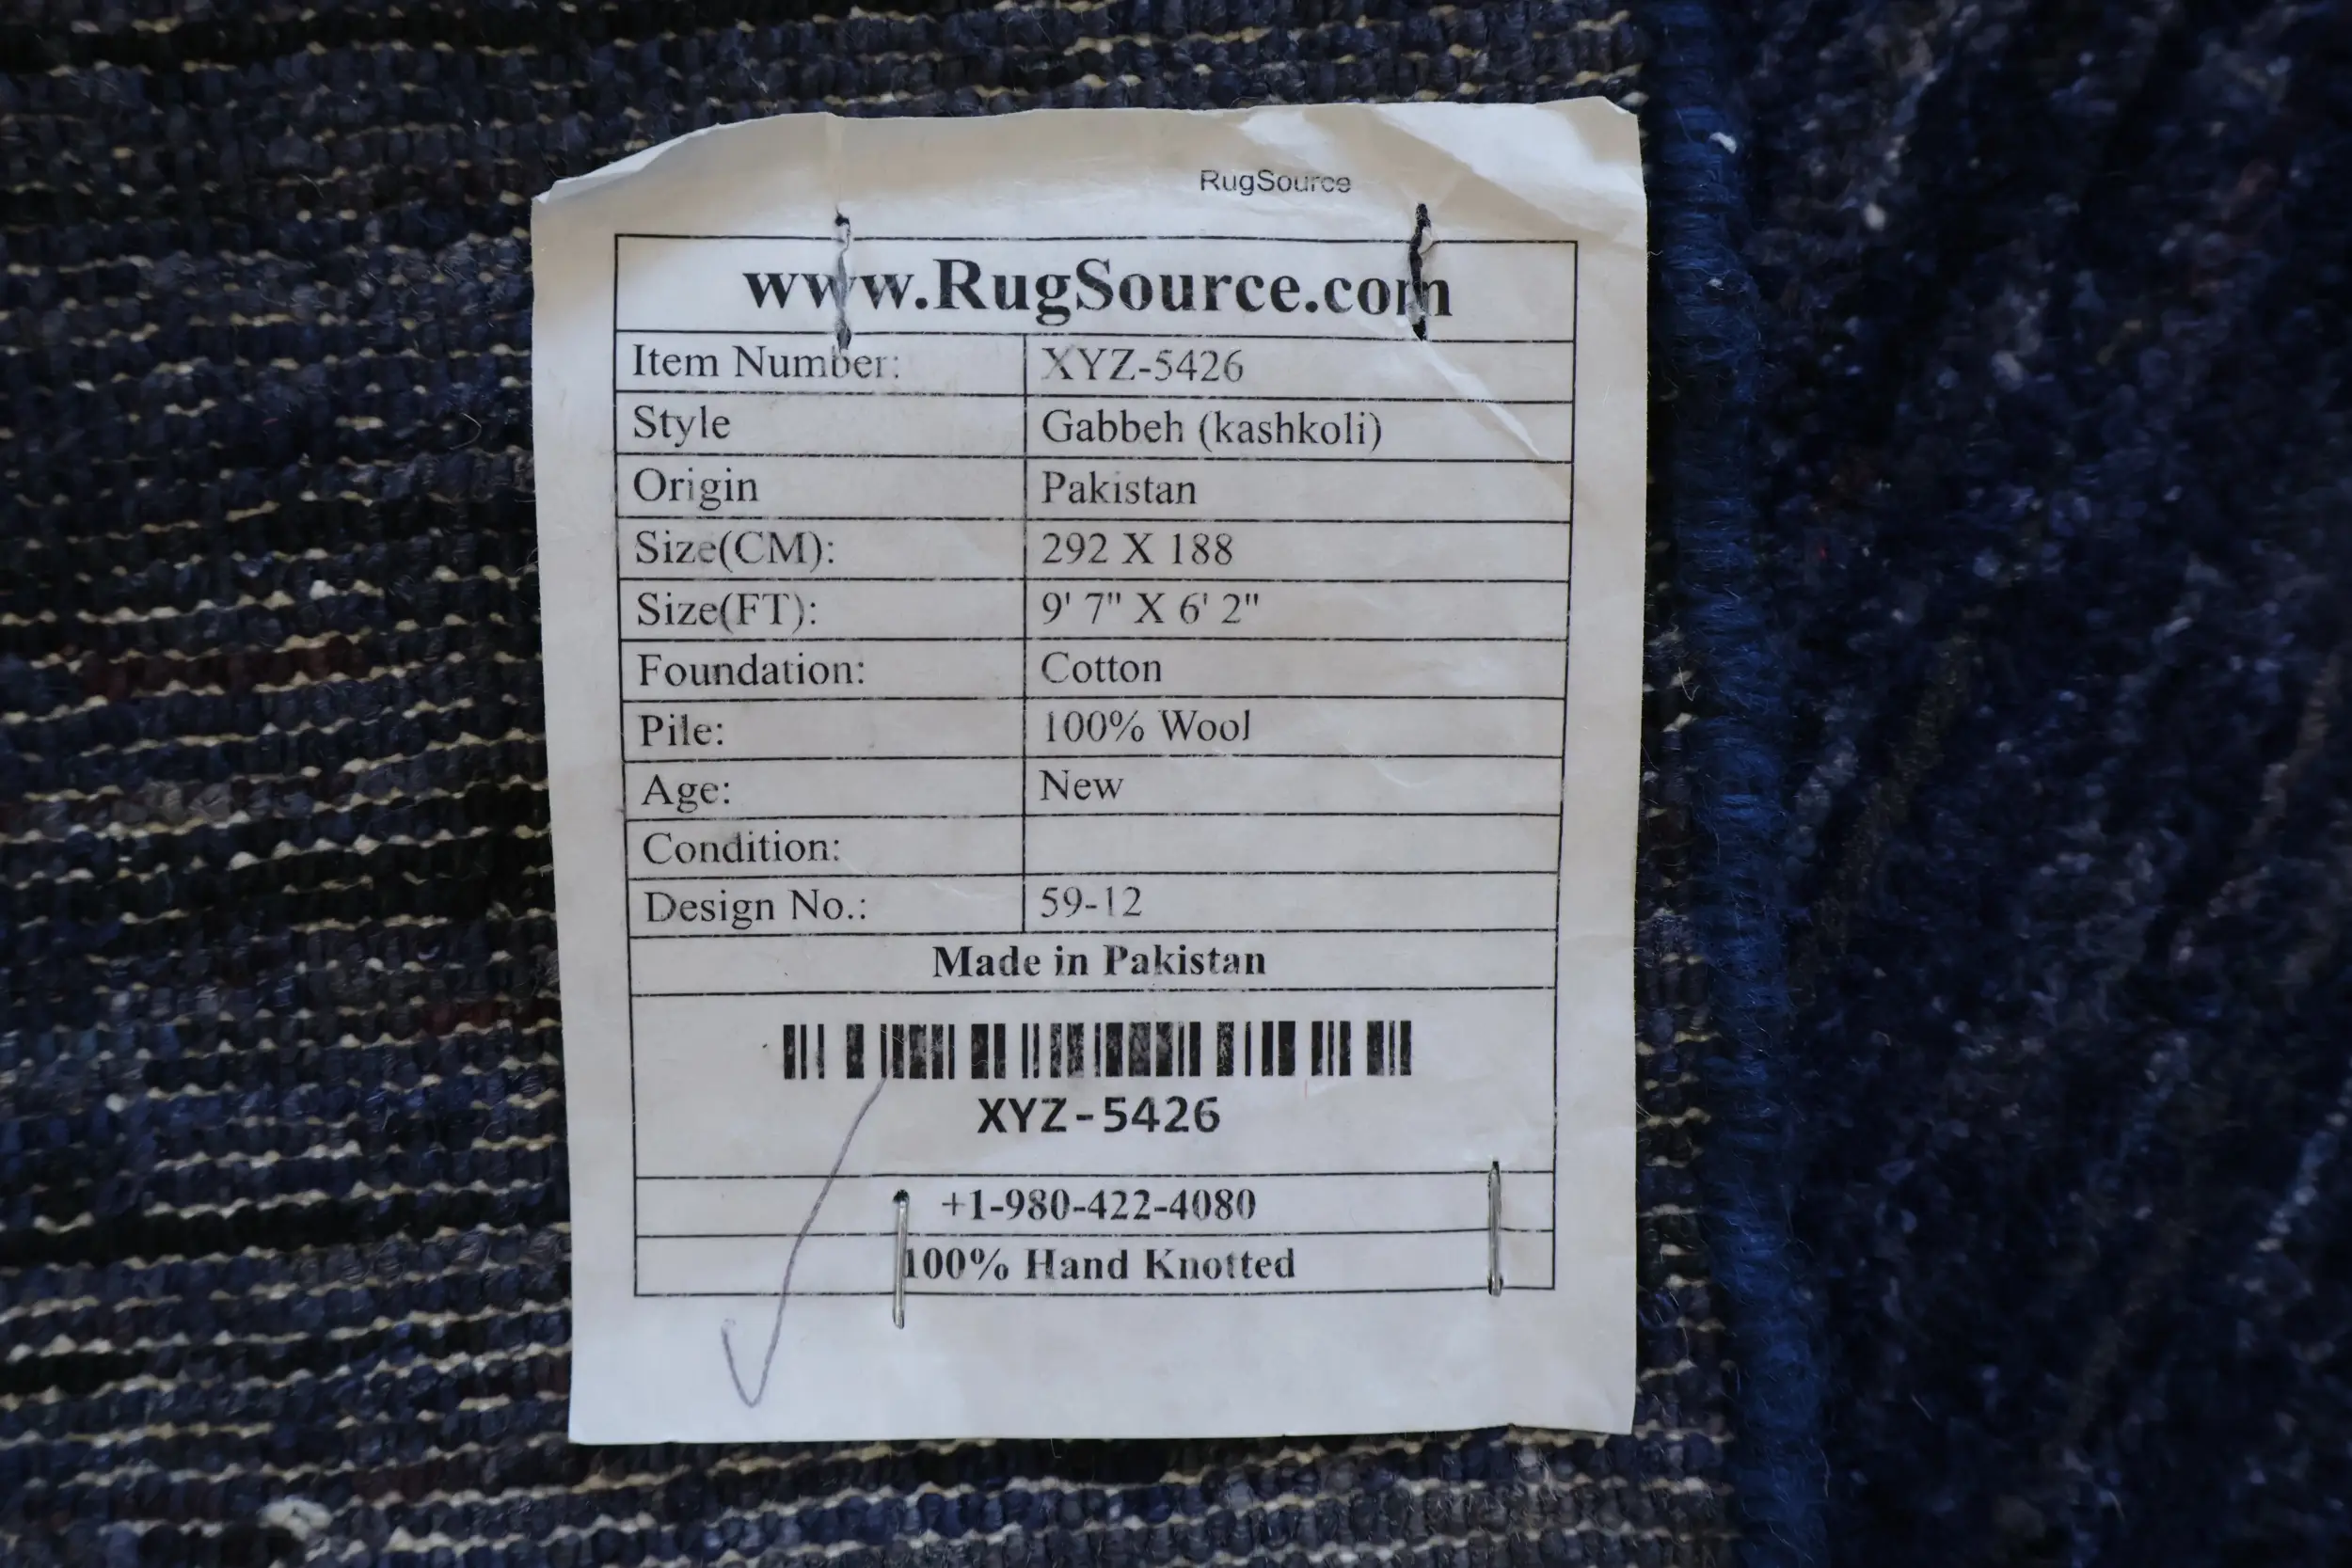 RugSource
www.RugSource.com
Item Number: XYZ-5426
Style Gabbeh (kashkoli)
Origin Pakistan
Size(CM): 292 X 188
Size(FT): 9' 7" X 6' 2"
Foundation: Cotton
Pile: 100% Wool
Age: New
Condition:
Design No.: 59-12
Made in Pakistan
XYZ-5426
+1-980-422-4080
100% Hand Knotted